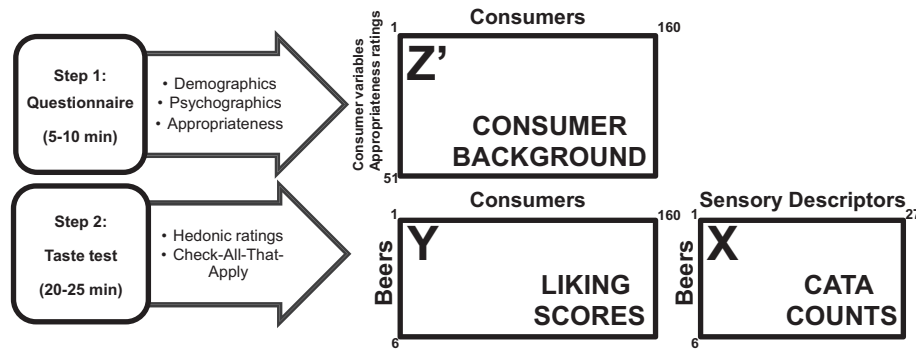 Step 1:
Questionnaire
(5-10 min)
• Demographics
• Psychographics
• Appropriateness
Consumer variables
Appropriateness ratings
Consumers
1
160
Z’
CONSUMER
BACKGROUND
51
Step 2:
Taste test
(20-25 min)
• Hedonic ratings
• Check-All-That-
Apply
Consumers
1
160
Beers
Y
LIKING
SCORES
6
Sensory Descriptors
1
27
Beers
X
CATA
COUNTS
6